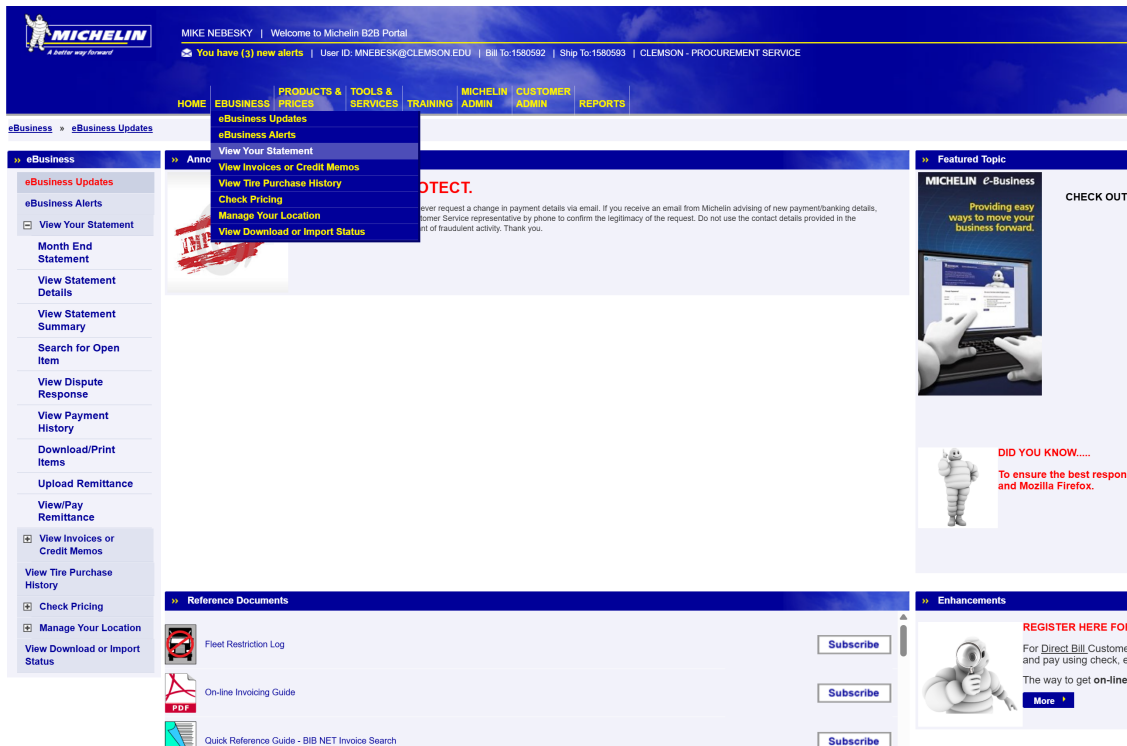 MICHELIN
A better way forward
MIKE NEBESKY | Welcome to Michelin B2B Portal
You have (3) new alerts | User ID: MNEBESK@CLEMSON.EDU | Bill To:1580592 | Ship To:1580593 | CLEMSON - PROCUREMENT SERVICE
HOME
EBUSINESS
PRODUCTS &
PRICES
TOOLS &
SERVICES
TRAINING
MICHELIN
ADMIN
CUSTOMER
ADMIN
REPORTS
eBusiness » eBusiness Updates
eBusiness Updates
eBusiness Alerts
View Your Statement
View Invoices or Credit Memos
View Tire Purchase History
Check Pricing
Manage Your Location
View Download or Import Status
›› eBusiness
eBusiness Updates
eBusiness Alerts
View Your Statement
Month End
Statement
View Statement
Details
View Statement
Summary
Search for Open
Item
View Dispute
Response
View Payment
History
Download/Print
Items
Upload Remittance
View/Pay
Remittance
View Invoices or
Credit Memos
View Tire Purchase
History
Check Pricing
Manage Your Location
View Download or Import
Status
›› Anno
OTECT.
ever request a change in payment details via email. If you receive an email from Michelin advising of new payment/banking details,
tomer Service representative by phone to confirm the legitimacy of the request. Do not use the contact details provided in the
nt of fraudulent activity. Thank you.
›› Featured Topic
MICHELIN e-Business
Providing easy
ways to move your
business forward.
CHECK OUT
DID YOU KNOW.....
To ensure the best respon
and Mozilla Firefox.
›› Reference Documents
Fleet Restriction Log
Subscribe
PDF
On-line Invoicing Guide
Subscribe
Quick Reference Guide - BIB NET Invoice Search
Subscribe
›› Enhancements
REGISTER HERE FO
For Direct Bill Custome
and pay using check, e
The way to get on-line
More